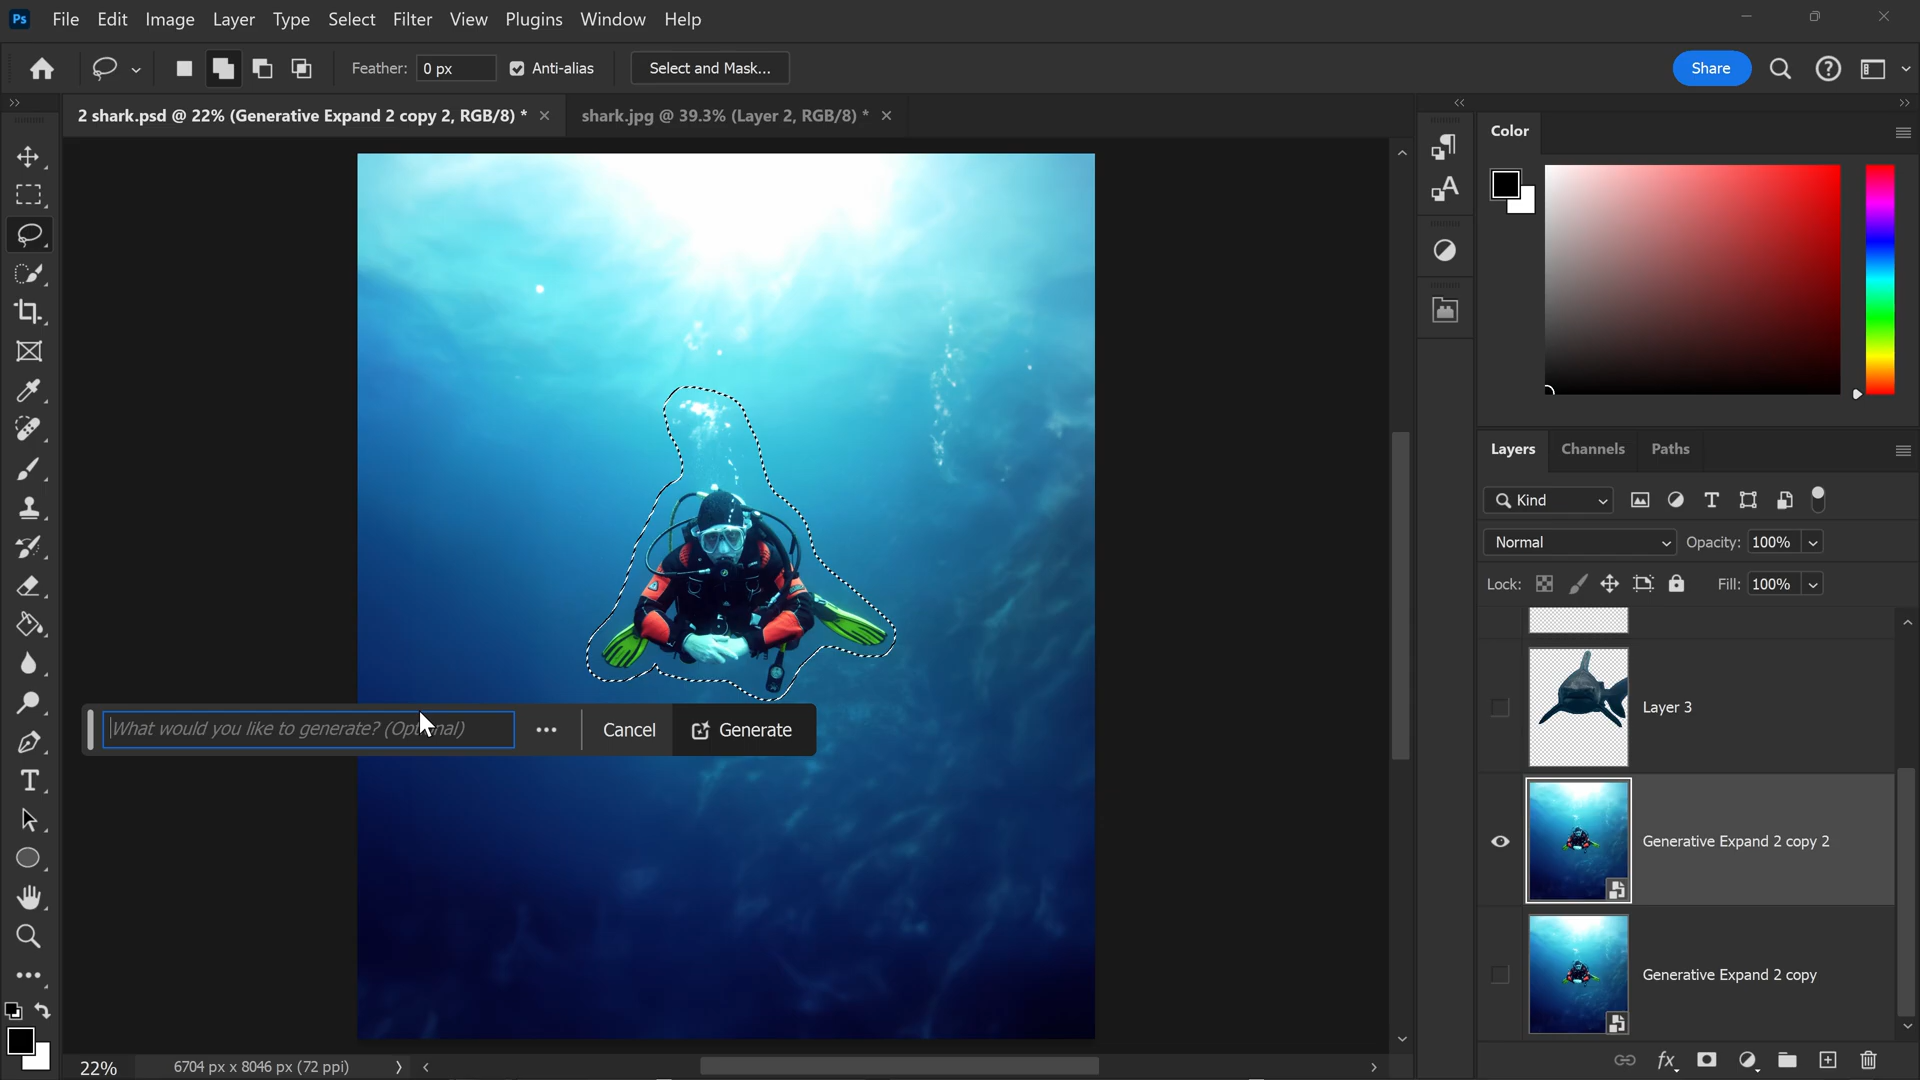 Ps File Edit Image Layer Type Select Filter View Plugins Window Help
Feather: 0 px Anti-alias Select and Mask... Share
2 shark.psd @ 22% (Generative Expand 2 copy 2, RGB/8) * shark.jpg @ 39.3% (Layer 2, RGB/8) *
Color
Layers Channels Paths
Kind
Normal Opacity: 100%
Lock: Fill: 100%
Layer 3
What would you like to generate? (Optional) Cancel Generate
Generative Expand 2 copy 2
Generative Expand 2 copy
22% 6704 px x 8046 px (72 ppi)